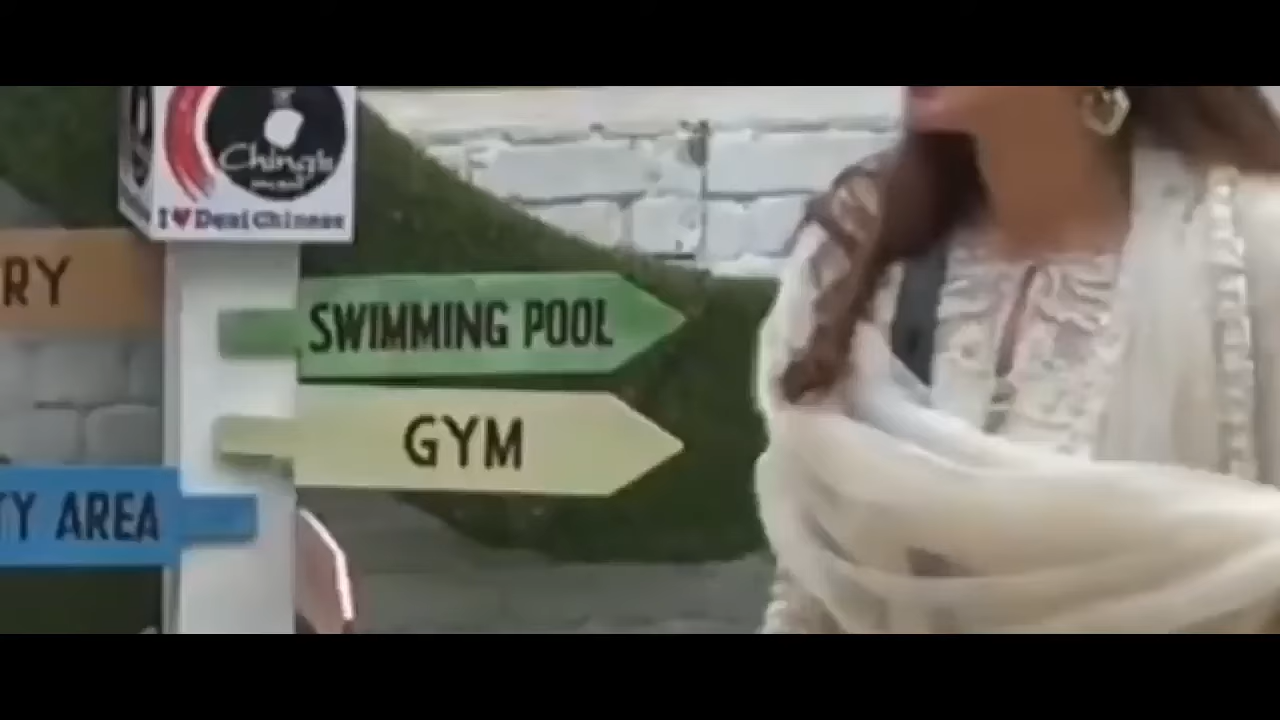 Ching's
I ♥ Desi Chinese
RY
SWIMMING POOL
GYM
TY AREA